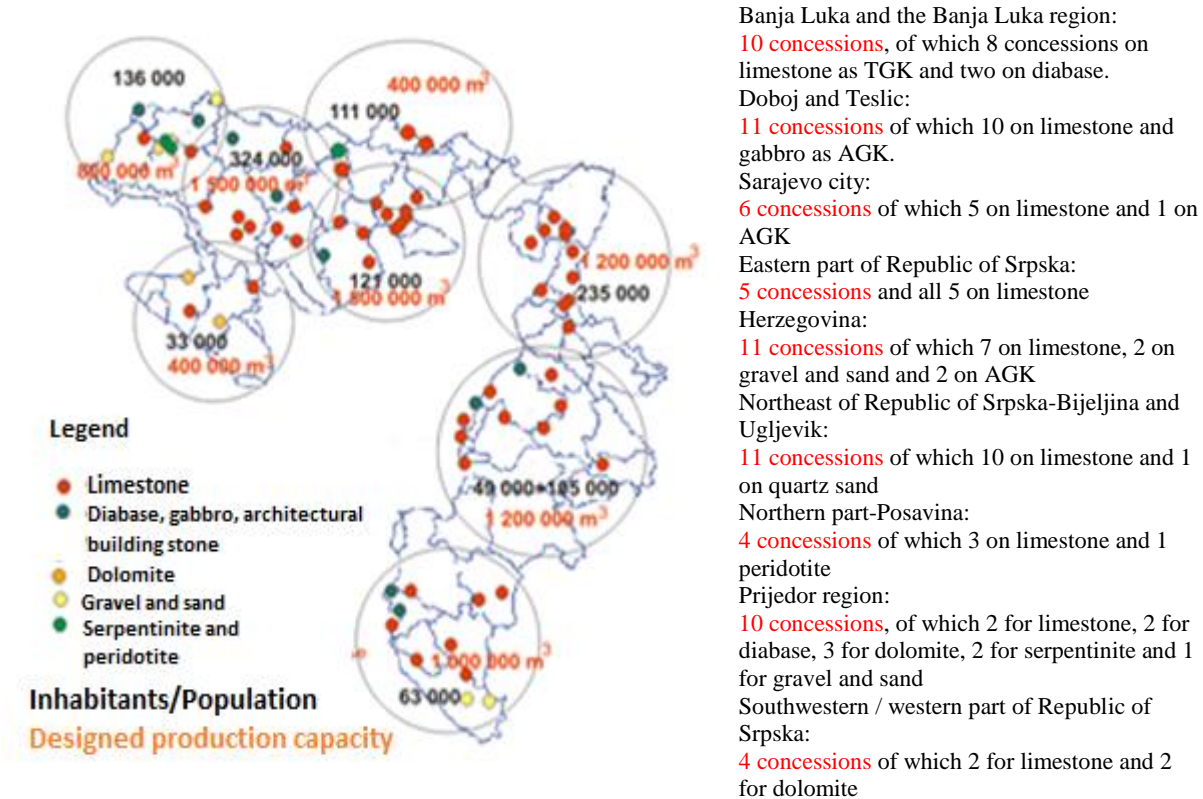 136 000
800 000 m³
324 000
1 500 000 m³
400 000 m³
111 000
121 000
1 800 000 m³
1 200 000 m³
235 000
33 000
400 000 m³
49 000+185 000
1 200 000 m³
1 000 000 m³
63 000
Legend
Limestone
Diabase, gabbro, architectural
building stone
Dolomite
Gravel and sand
Serpentinite and
peridotite
Inhabitants/Population
Designed production capacity
Banja Luka and the Banja Luka region:
10 concessions, of which 8 concessions on
limestone as TGK and two on diabase.
Doboj and Teslic:
11 concessions of which 10 on limestone and
gabbro as AGK.
Sarajevo city:
6 concessions of which 5 on limestone and 1 on
AGK
Eastern part of Republic of Srpska:
5 concessions and all 5 on limestone
Herzegovina:
11 concessions of which 7 on limestone, 2 on
gravel and sand and 2 on AGK
Northeast of Republic of Srpska-Bijeljina and
Ugljevik:
11 concessions of which 10 on limestone and 1
on quartz sand
Northern part-Posavina:
4 concessions of which 3 on limestone and 1
peridotite
Prijedor region:
10 concessions, of which 2 for limestone, 2 for
diabase, 3 for dolomite, 2 for serpentinite and 1
for gravel and sand
Southwestern / western part of Republic of
Srpska:
4 concessions of which 2 for limestone and 2
for dolomite